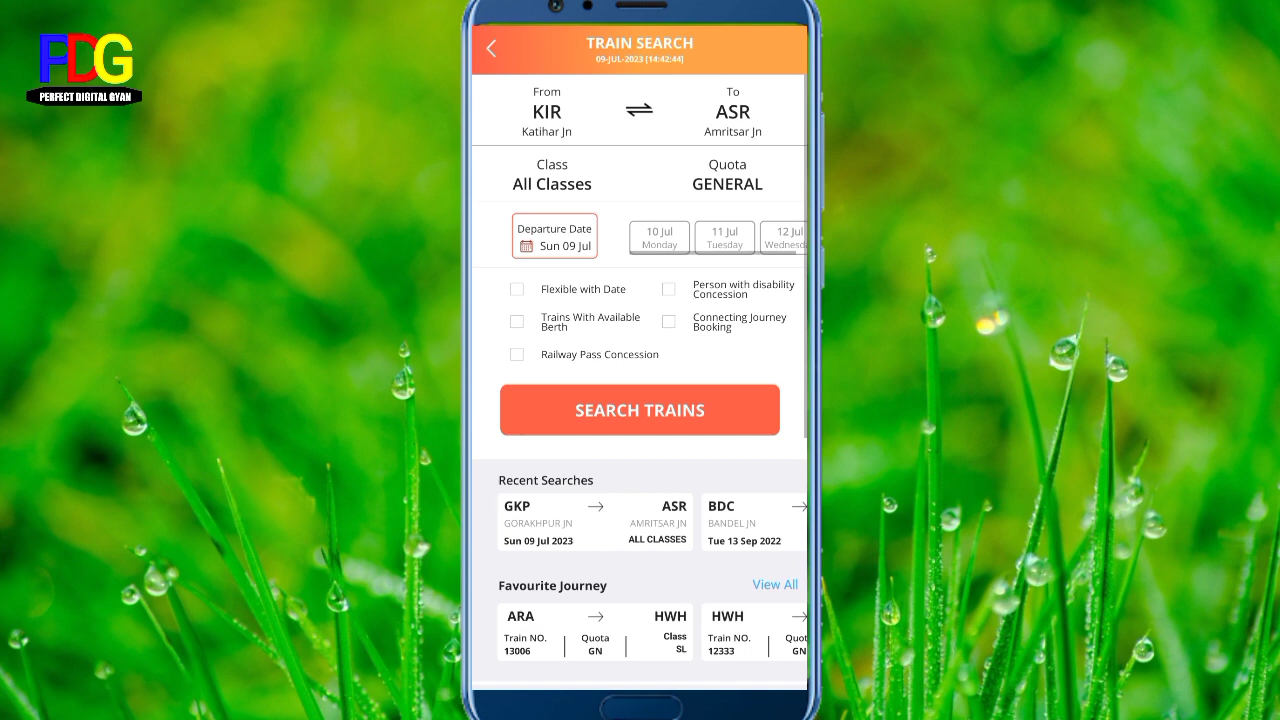 PDG
PERFECT DIGITAL GYAN
TRAIN SEARCH
09-JUL-2023 [14:42:44]
From
To
KIR
ASR
Katihar Jn
Amritsar Jn
Class
Quota
All Classes
GENERAL
Departure Date
Sun 09 Jul
10 Jul
Monday
11 Jul
Tuesday
12 Jul
Wednesd
Flexible with Date
Person with disability
Concession
Trains With Available
Berth
Connecting Journey
Booking
Railway Pass Concession
SEARCH TRAINS
Recent Searches
GKP
ASR
GORAKHPUR JN
AMRITSAR JN
Sun 09 Jul 2023
ALL CLASSES
BDC
BANDEL JN
Tue 13 Sep 2022
Favourite Journey
View All
ARA
HWH
Train NO.
13006
Quota
GN
Class
SL
HWH
Train NO.
12333
Quot
GN